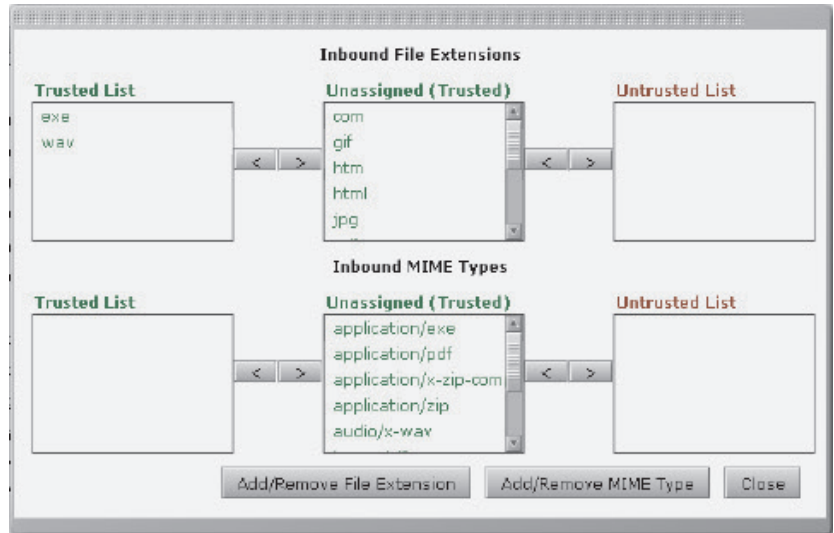 Inbound File Extensions
Trusted List
Unassigned (Trusted)
Untrusted List
exe
wav
com
gif
htm
html
jpg
< >
< >
Inbound MIME Types
Trusted List
Unassigned (Trusted)
Untrusted List
application/exe
application/pdf
application/x-zip-com
application/zip
audio/x-wav
< >
< >
Add/Remove File Extension
Add/Remove MIME Type
Close